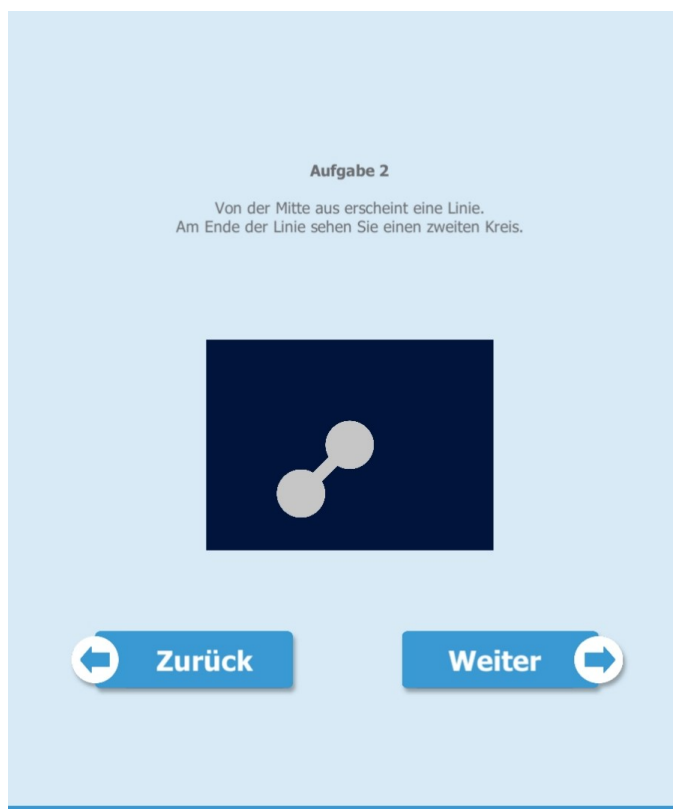 Aufgabe 2
Von der Mitte aus erscheint eine Linie.
Am Ende der Linie sehen Sie einen zweiten Kreis.
Zurück
Weiter